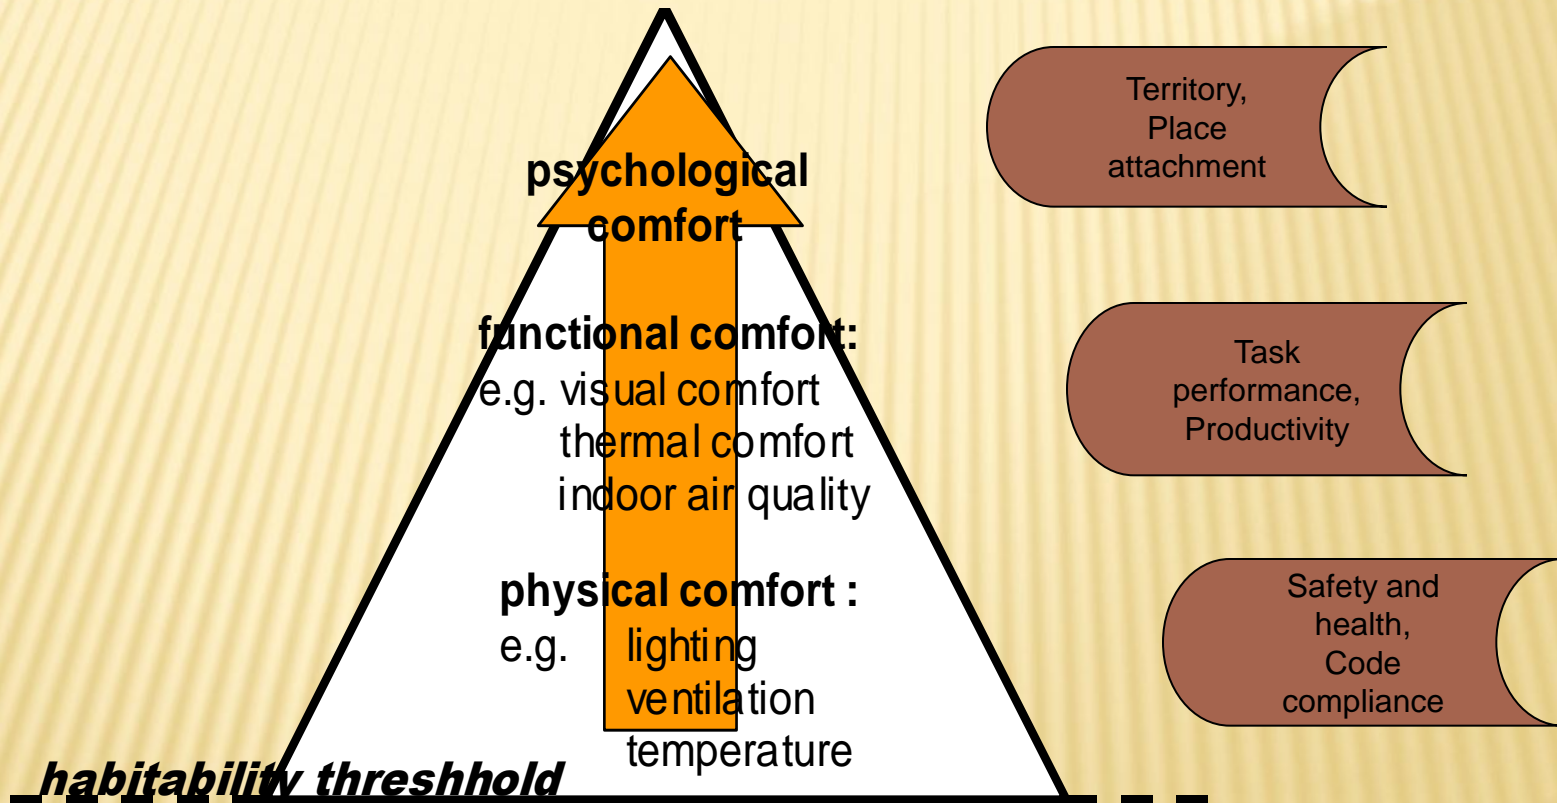 Territory,
Place
attachment
psychological
comfort
functional comfort:
e.g. visual comfort
thermal comfort
indoor air quality
Task
performance,
Productivity
physical comfort :
e.g. lighting
ventilation
temperature
Safety and
health,
Code
compliance
habitability threshhold